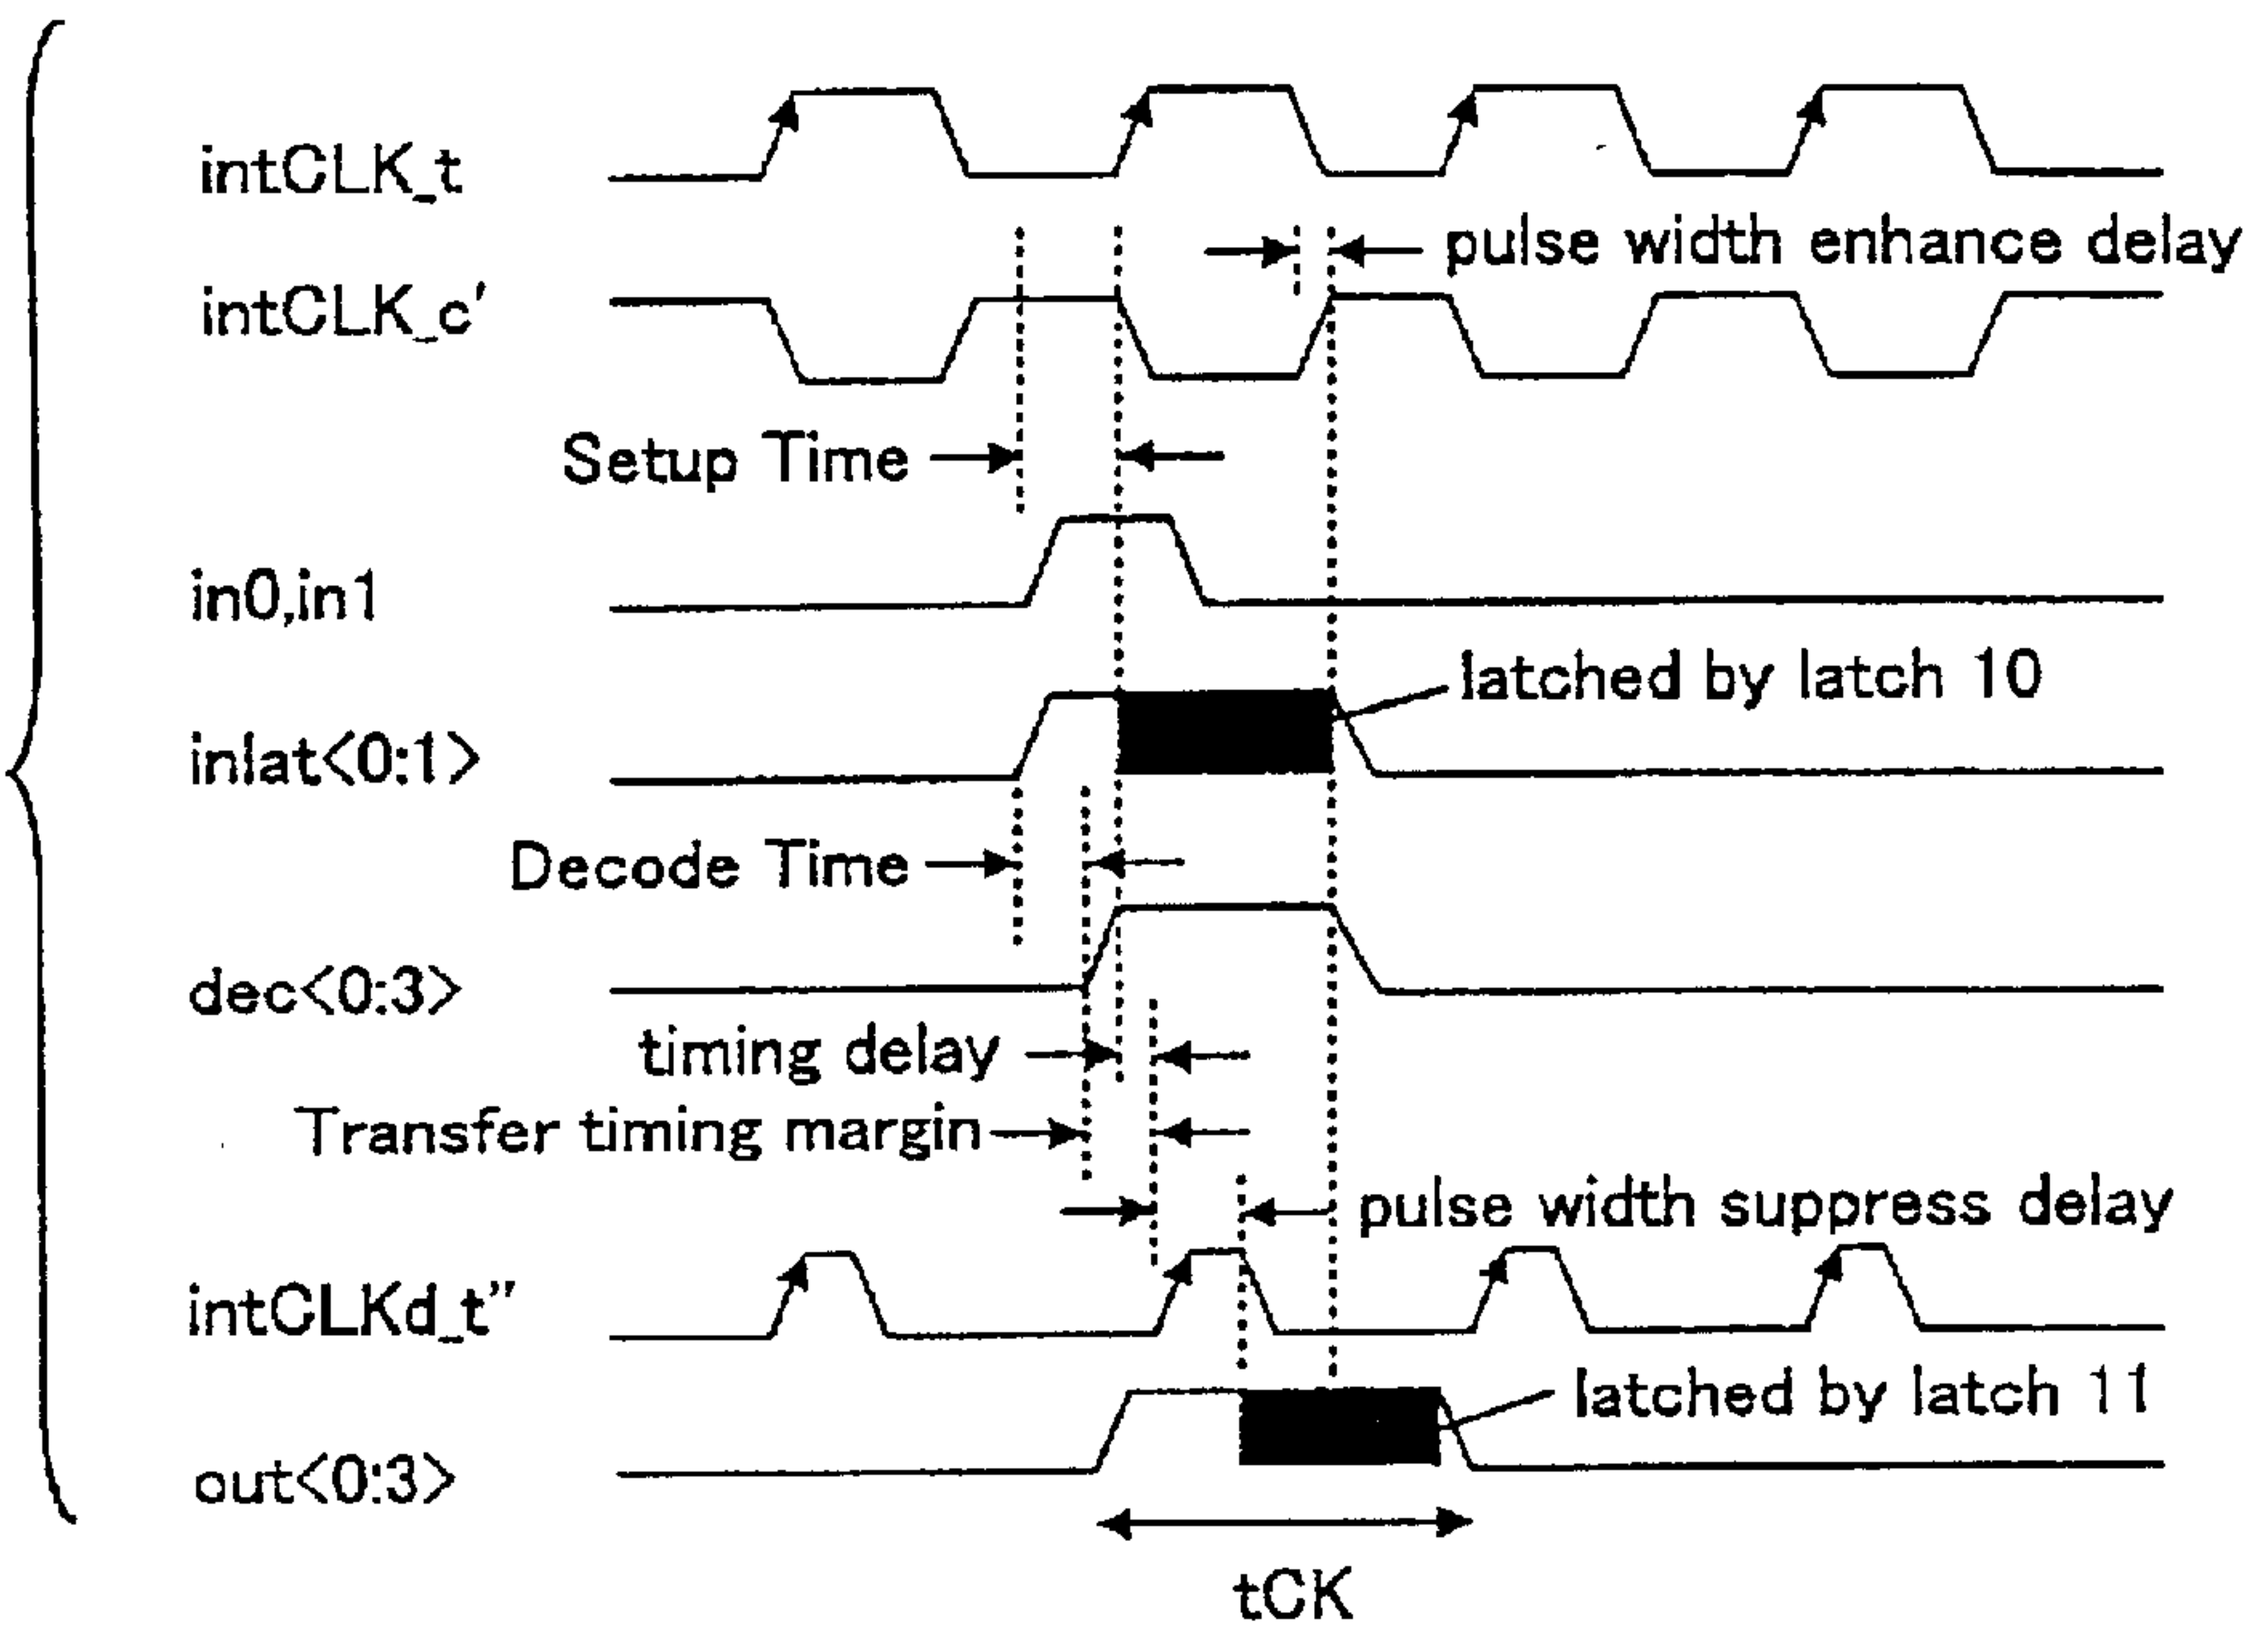 intCLK_t
pulse width enhance delay
intCLK_c'
Setup Time
in0,in1
latched by latch 10
inlat<0:1>
Decode Time
dec<0:3>
timing delay
Transfer timing margin
pulse width suppress delay
intCLKd_t"
latched by latch 11
out<0:3>
tCK